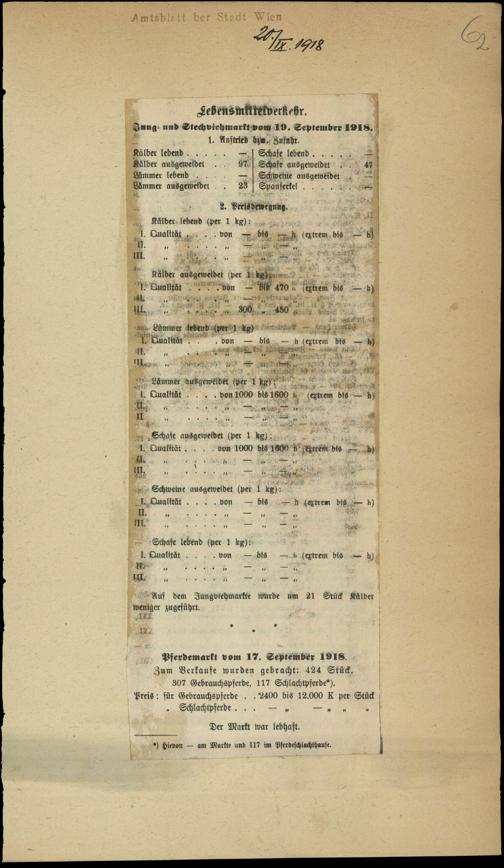 Amtsblatt der Stadt Wien
20./IX. 1918
62
Lebensmittelverkehr.
Jung- und Stechviehmarkt vom 19. September 1918.
1. Auftrieb bzw. Zufuhr.
Kälber lebend . . . . . — | Schafe lebend . . . . . —
Kälber ausgeweidet . . 97 | Schafe ausgeweidet . . 47
Lämmer lebend . . . . — | Schweine ausgeweidet —
Lämmer ausgeweidet . . 23 | Spanferkel . . . . . . —
2. Preisbewegung.
Kälber lebend (per 1 kg):
I. Qualität . . . . von — bis — h (extrem bis — h)
II. „ . . . . „ — „ — „
III. „ . . . . „ — „ — „
Kälber ausgeweidet (per 1 kg):
I. Qualität . . . . von — bis 470 h (extrem bis — h)
II. „ . . . . „ — „ — „
III. „ . . . . „ 300 „ 450 „
Lämmer lebend (per 1 kg)
I. Qualität . . . . von — bis — h (extrem bis — h)
II. „ . . . . „ — „ — „
III. „ . . . . „ — „ — „
Lämmer ausgeweidet (per 1 kg):
I. Qualität . . . . von 1000 bis 1600 h (extrem bis — h)
II. „ . . . . „ — „ — „
II „ . . . . „ — „ — „
Schafe ausgeweidet (per 1 kg):
I. Qualität . . . . von 1000 bis 1600 h (extrem bis — h)
II. „ . . . . „ — „ — „
III. „ . . . . „ — „ — „
Schweine ausgeweidet (per 1 kg):
I. Qualität . . . . von — bis — h (extrem bis — h)
II. „ . . . . „ — „ — „
III. „ . . . . „ — „ — „
Schafe lebend (per 1 kg):
I. Qualität . . . . von — bis — h (extrem bis — h)
II. „ . . . . „ — „ — „
III. „ . . . . „ — „ — „
Auf dem Jungviehmarkte wurde um 21 Stück Kälber
weniger zugeführt.
* * *
Pferdemarkt vom 17. September 1918.
Zum Verkaufe wurden gebracht: 424 Stück.
307 Gebrauchspferde, 117 Schlachtpferde*).
Preis: für Gebrauchspferde . . 2400 bis 12.000 K per Stück
„ Schlachtpferde . . . — „ — „ „ „
Der Markt war lebhaft.
*) Hievon — am Markte und 117 im Pferdeschlachthause.